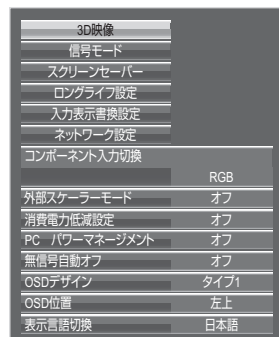 3D映像
信号モード
スクリーンセーバー
ロングライフ設定
入力表示書換設定
ネットワーク設定
コンポーネント入力切換
RGB
外部スケーラーモード オフ
消費電力低減設定 オフ
PC パワーマネージメント オフ
無信号自動オフ オフ
OSDデザイン タイプ1
OSD位置 左上
表示言語切換 日本語